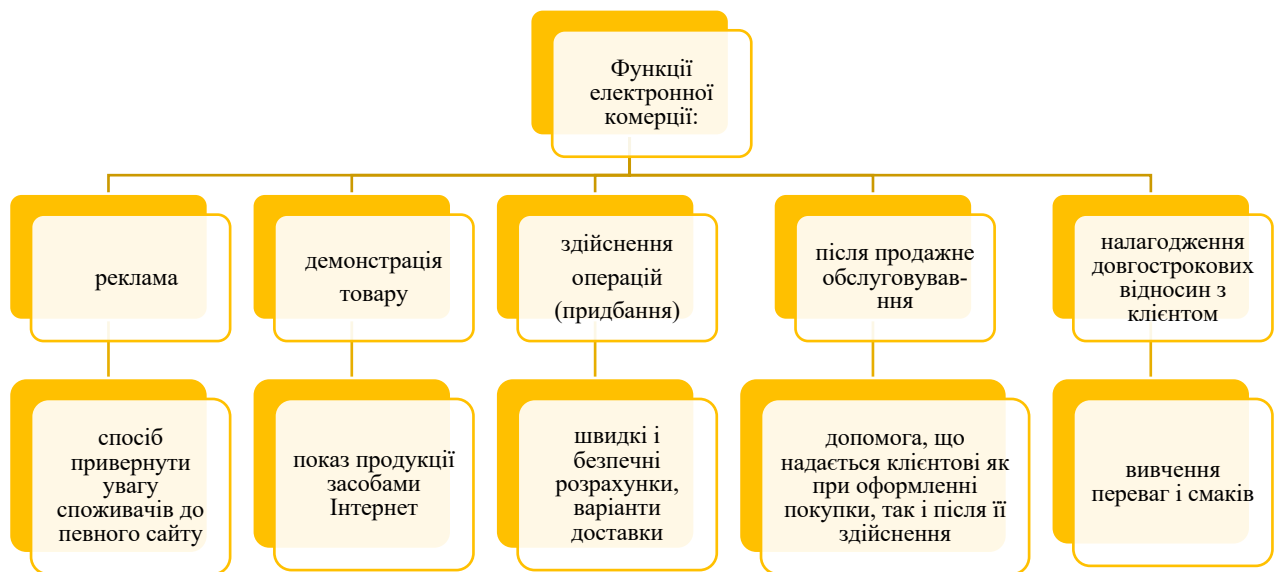 Функції
електронної
комерції:
реклама
демонстрація
товару
здійснення
операцій
(придбання)
після продажне
обслуговував-
ння
налагодження
довгострокових
відносин з
клієнтом
спосіб
привернути
увагу
споживачів до
певного сайту
показ продукції
засобами
Інтернет
швидкі і
безпечні
розрахунки,
варіанти
доставки
допомога, що
надається клієнтові як
при оформленні
покупки, так і після її
здійснення
вивчення
переваг і смаків